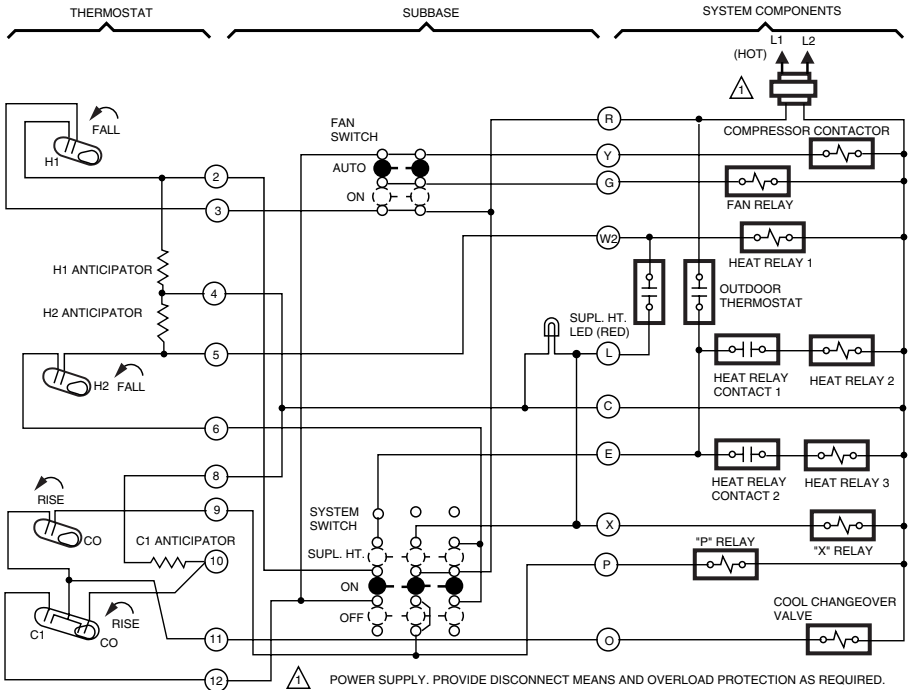 THERMOSTAT SUBBASE SYSTEM COMPONENTS
L1 L2
(HOT)
1
FALL
H1
FAN
SWITCH
AUTO
ON
R
COMPRESSOR CONTACTOR
Y
G
FAN RELAY
2
3
W2
HEAT RELAY 1
H1 ANTICIPATOR
4
OUTDOOR
THERMOSTAT
H2 ANTICIPATOR
SUPL. HT.
LED (RED)
5
L
H2 FALL
HEAT RELAY
CONTACT 1
HEAT RELAY 2
C
6
E
8
HEAT RELAY
CONTACT 2
HEAT RELAY 3
RISE
9
SYSTEM
SWITCH
X
CO
C1 ANTICIPATOR
"P" RELAY
"X" RELAY
SUPL. HT.
10
P
ON
COOL CHANGEOVER
VALVE
OFF
C1
CO
RISE
11
O
12
1 POWER SUPPLY. PROVIDE DISCONNECT MEANS AND OVERLOAD PROTECTION AS REQUIRED.